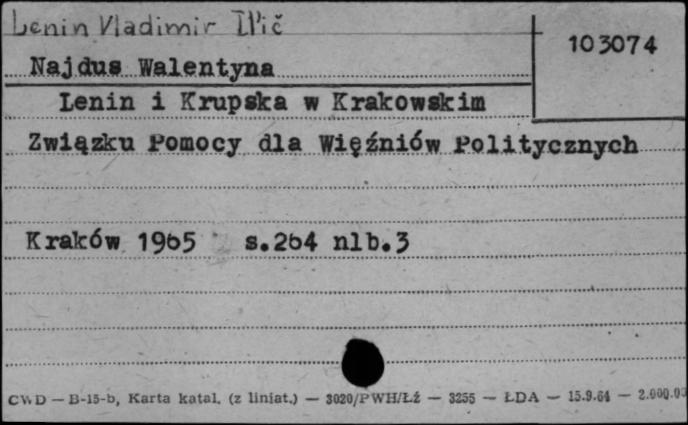 Lenin Vladimir Il'ič
103074
Najdus Walentyna
Lenin i Krupska w Krakowskim
Związku Pomocy dla Więźniów Politycznych
Kraków 1965 s.264 nlb.3
CWD — B-15-b, Karta katal. (z liniat.) — 3020/PWH/Łź — 3255 — ŁDA — 15.9.64 — 2.000.00